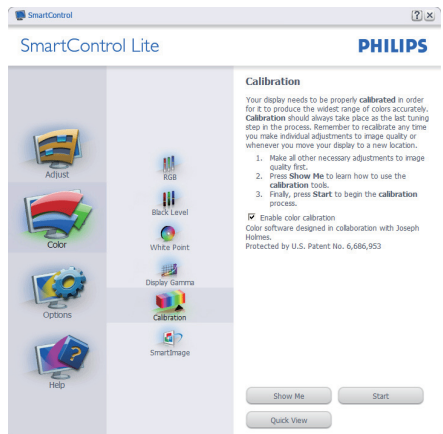 SmartControl
SmartControl Lite
PHILIPS
Adjust
Color
Options
Help
RGB
Black Level
White Point
Display Gamma
Calibration
SmartImage
Calibration
Your display needs to be properly calibrated in order
for it to produce the widest range of colors accurately.
Calibration should always take place as the last tuning
step in the process. Remember to recalibrate any time
you make individual adjustments to image quality or
whenever you move your display to a new location.
1. Make all other necessary adjustments to image
quality first.
2. Press Show Me to learn how to use the
calibration tools.
3. Finally, press Start to begin the calibration
process.
Enable color calibration
Color software designed in collaboration with Joseph
Holmes.
Protected by U.S. Patent No. 6,686,953
Show Me
Start
Quick View